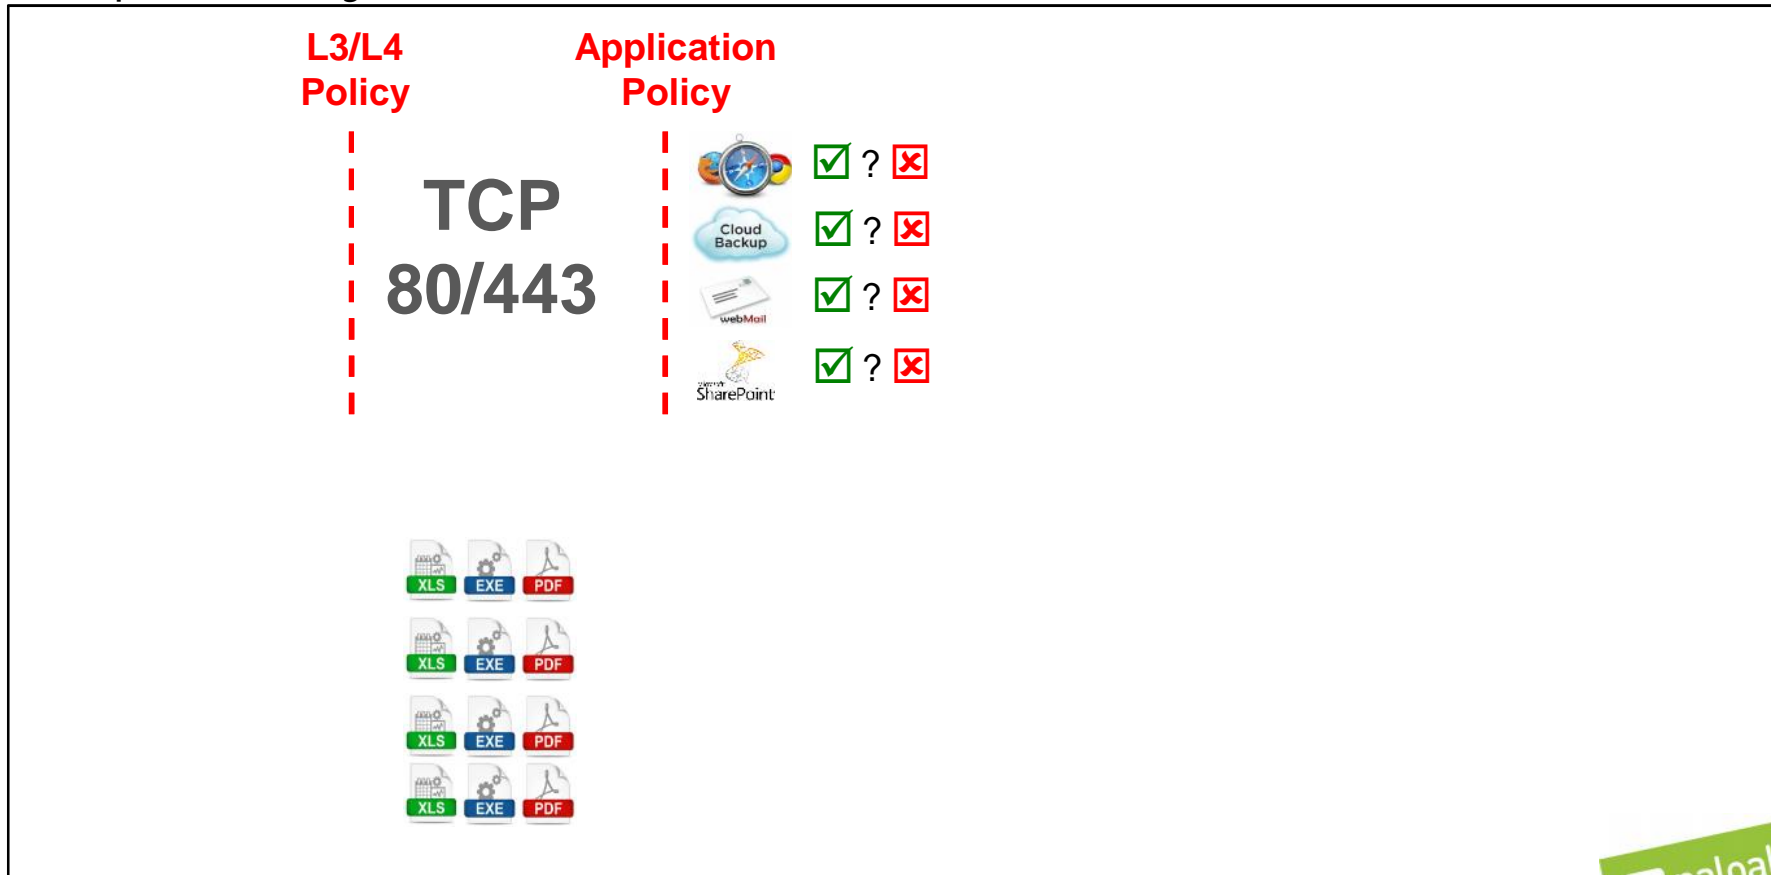 L3/L4
Policy
Application
Policy
TCP
80/443
?
Cloud
Backup
?
webMail
?
SharePoint
?
XLS EXE PDF
XLS EXE PDF
XLS EXE PDF
XLS EXE PDF